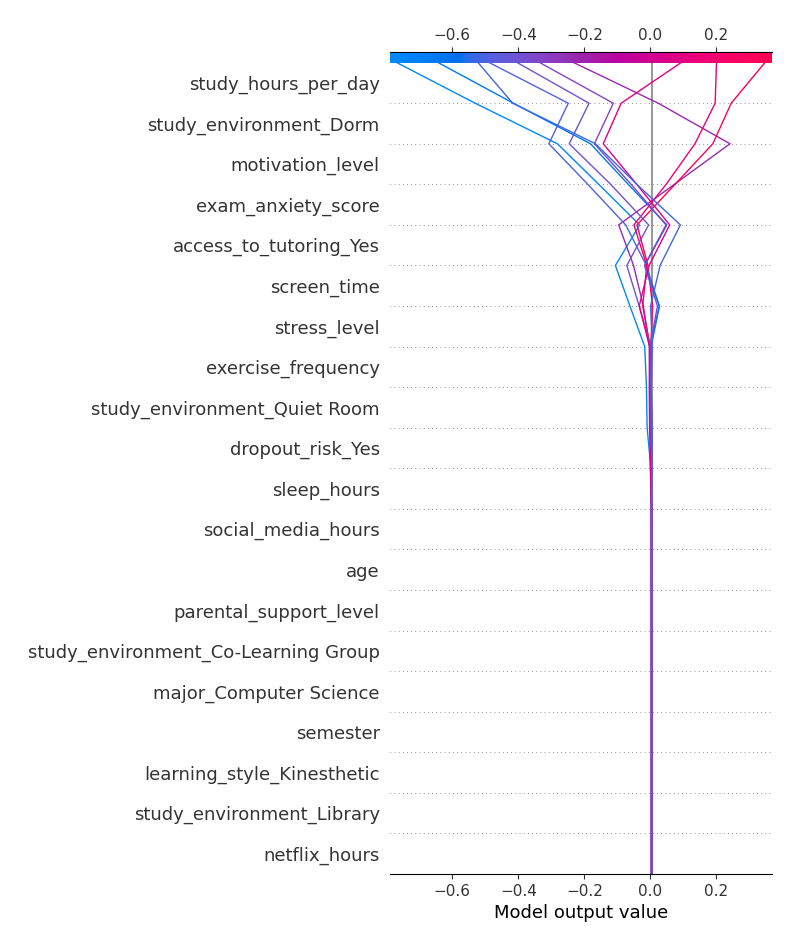 −0.6 −0.4 −0.2 0.0 0.2
study_hours_per_day
study_environment_Dorm
motivation_level
exam_anxiety_score
access_to_tutoring_Yes
screen_time
stress_level
exercise_frequency
study_environment_Quiet Room
dropout_risk_Yes
sleep_hours
social_media_hours
age
parental_support_level
study_environment_Co-Learning Group
major_Computer Science
semester
learning_style_Kinesthetic
study_environment_Library
netflix_hours
−0.6 −0.4 −0.2 0.0 0.2
Model output value